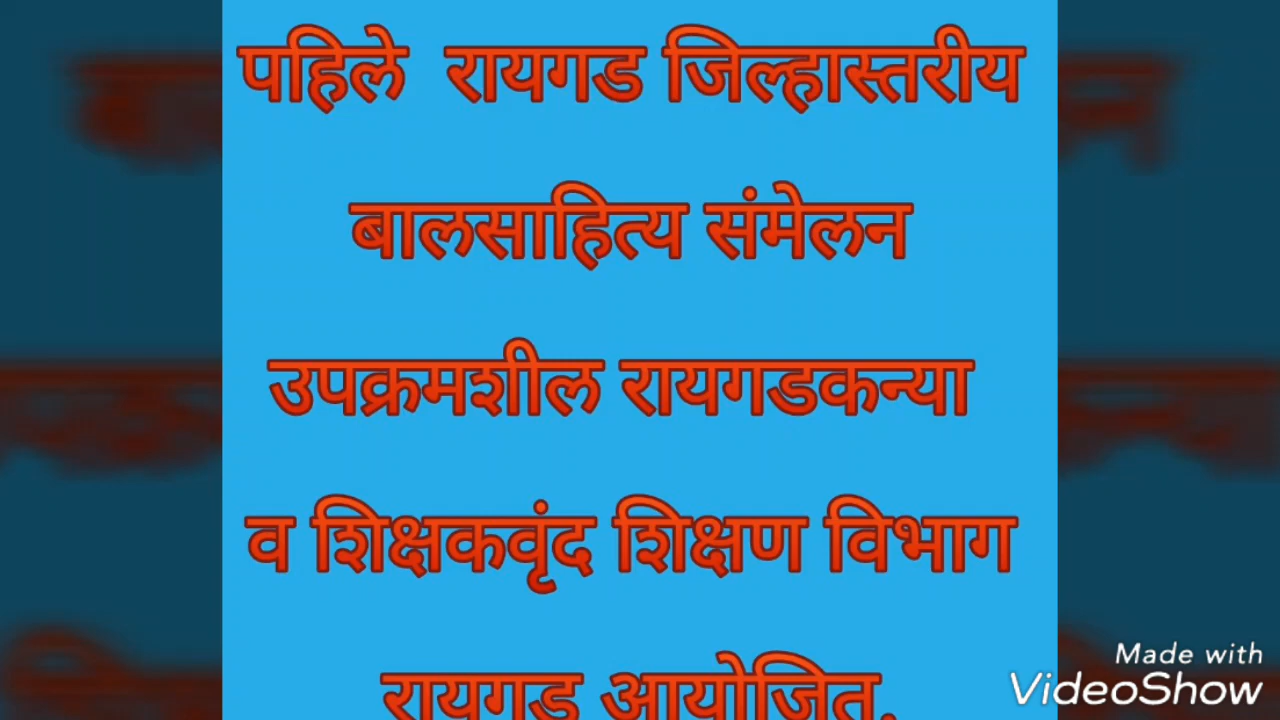 पहिले रायगड जिल्हास्तरीय
बालसाहित्य संमेलन
उपक्रमशील रायगडकन्या
व शिक्षकवृंद शिक्षण विभाग
रायगड आयोजित.
Made with
VideoShow